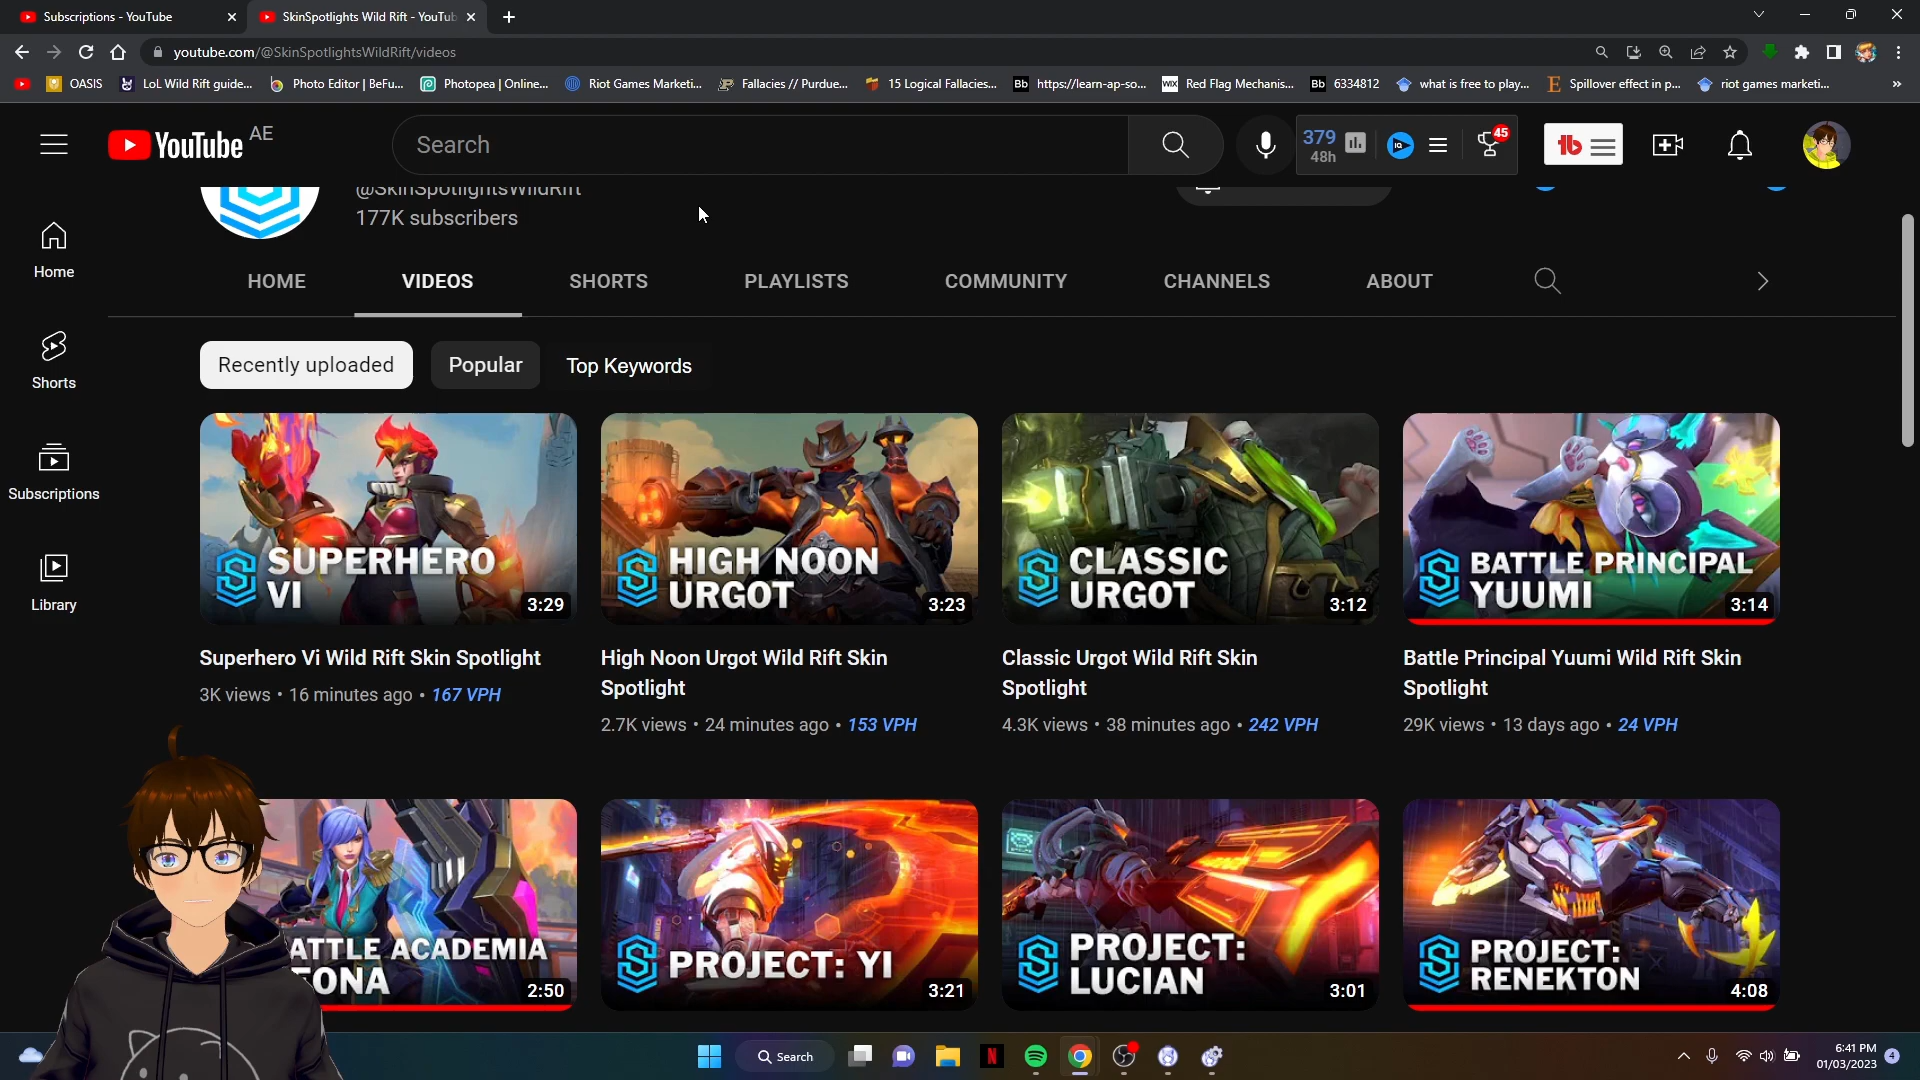 Subscriptions - YouTube
SkinSpotlights Wild Rift - YouTub
youtube.com/@SkinSpotlightsWildRift/videos
OASIS
LoL Wild Rift guide...
Photo Editor | BeFu...
Photopea | Online...
Riot Games Marketi...
Fallacies // Purdue...
15 Logical Fallacies...
Bb
https://learn-ap-so...
WIX
Red Flag Mechanis...
Bb
6334812
what is free to play...
E
Spillover effect in p...
riot games marketi...
YouTube
AE
Search
379
48h
45
@SkinSpotlightsWildRift
177K subscribers
Home
Shorts
Subscriptions
Library
HOME
VIDEOS
SHORTS
PLAYLISTS
COMMUNITY
CHANNELS
ABOUT
Recently uploaded
Popular
Top Keywords
SUPERHERO
VI
3:29
Superhero Vi Wild Rift Skin Spotlight
3K views • 16 minutes ago • 167 VPH
HIGH NOON
URGOT
3:23
High Noon Urgot Wild Rift Skin
Spotlight
2.7K views • 24 minutes ago • 153 VPH
CLASSIC
URGOT
3:12
Classic Urgot Wild Rift Skin
Spotlight
4.3K views • 38 minutes ago • 242 VPH
BATTLE PRINCIPAL
YUUMI
3:14
Battle Principal Yuumi Wild Rift Skin
Spotlight
29K views • 13 days ago • 24 VPH
ATTLE ACADEMIA
ONA
2:50
PROJECT: YI
3:21
PROJECT:
LUCIAN
3:01
PROJECT:
RENEKTON
4:08
Search
6:41 PM
01/03/2023
4